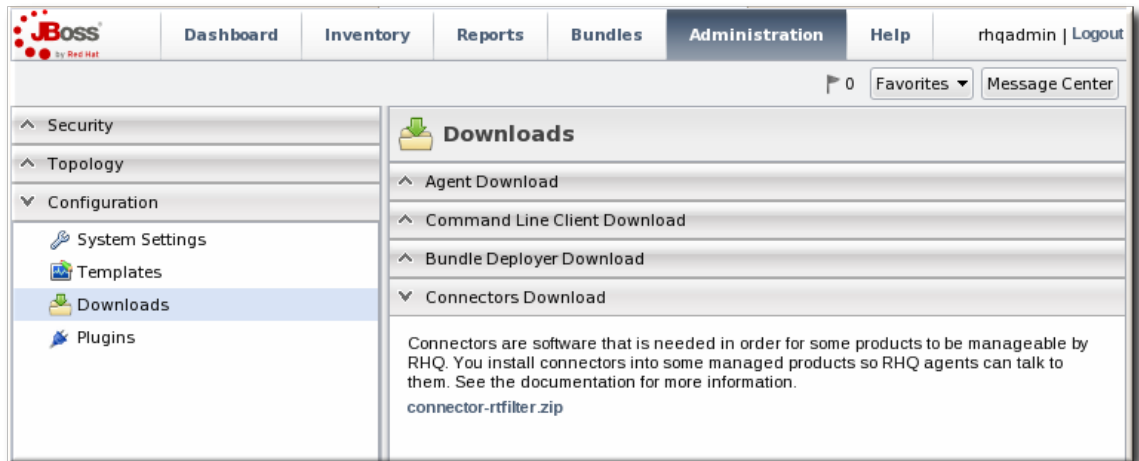 JBoss
by Red Hat
Dashboard
Inventory
Reports
Bundles
Administration
Help
rhqadmin | Logout
0
Favorites
Message Center
Security
Topology
Configuration
System Settings
Templates
Downloads
Plugins
Downloads
Agent Download
Command Line Client Download
Bundle Deployer Download
Connectors Download
Connectors are software that is needed in order for some products to be manageable by
RHQ. You install connectors into some managed products so RHQ agents can talk to
them. See the documentation for more information.
connector-rtfilter.zip